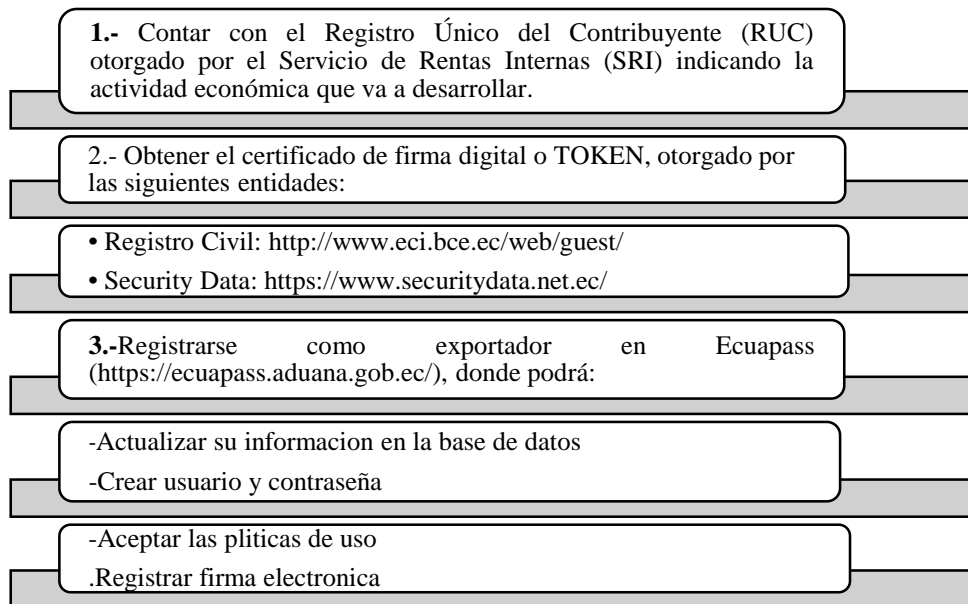 1.- Contar con el Registro Único del Contribuyente (RUC)
otorgado por el Servicio de Rentas Internas (SRI) indicando la
actividad económica que va a desarrollar.
2.- Obtener el certificado de firma digital o TOKEN, otorgado por
las siguientes entidades:
• Registro Civil: http://www.eci.bce.ec/web/guest/
• Security Data: https://www.securitydata.net.ec/
3.-Registrarse como exportador en Ecuapass
(https://ecuapass.aduana.gob.ec/), donde podrá:
-Actualizar su informacion en la base de datos
-Crear usuario y contraseña
-Aceptar las pliticas de uso
.Registrar firma electronica